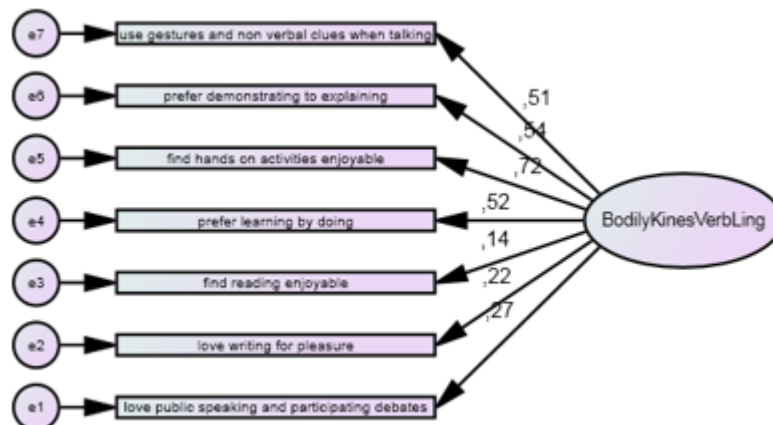 e7
use gestures and non verbal clues when talking
,51
e6
prefer demonstrating to explaining
,54
e5
find hands on activities enjoyable
,72
e4
prefer learning by doing
,52
BodilyKinesVerbLing
e3
find reading enjoyable
,14
e2
love writing for pleasure
,22
e1
love public speaking and participating debates
,27